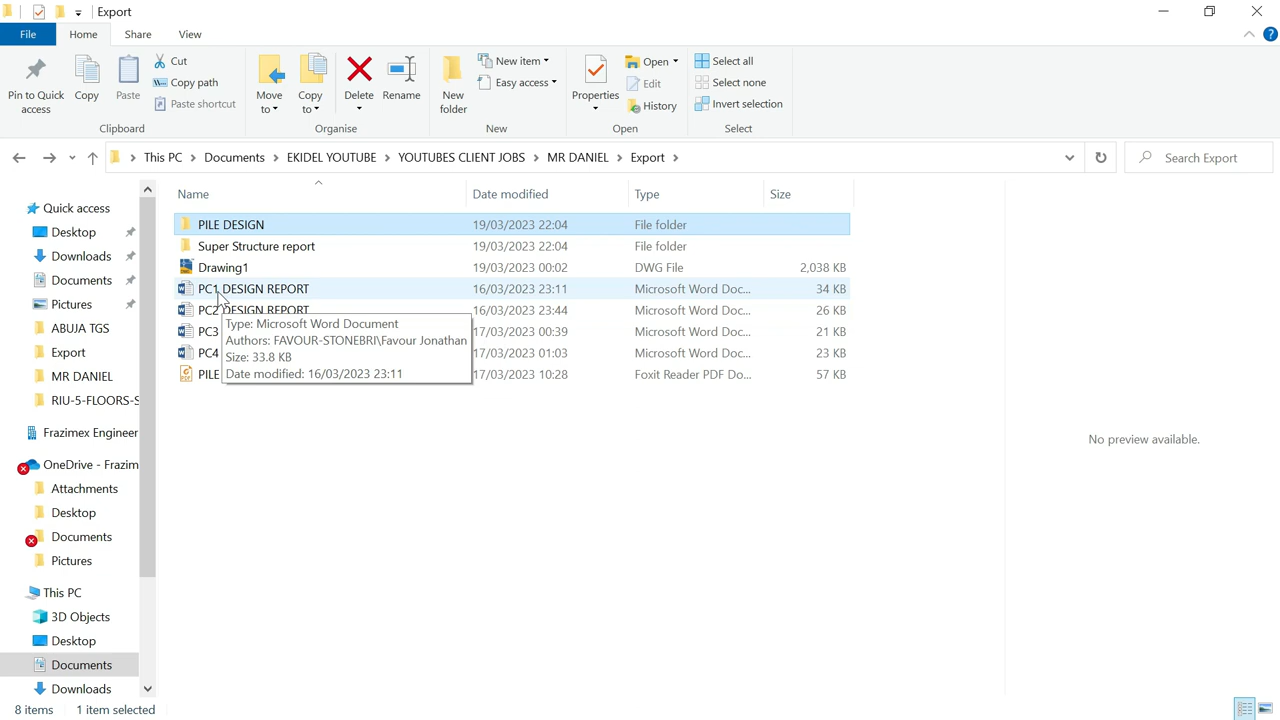 Export
File Home Share View
Pin to Quick access
Copy
Paste
Cut
Copy path
Paste shortcut
Clipboard
Move to
Copy to
Delete
Rename
Organise
New folder
New item
Easy access
New
Properties
Open
Edit
History
Open
Select all
Select none
Invert selection
Select
This PC > Documents > EKIDEL YOUTUBE > YOUTUBES CLIENT JOBS > MR DANIEL > Export >
Search Export
Quick access
Desktop
Downloads
Documents
Pictures
ABUJA TGS
Export
MR DANIEL
RIU-5-FLOORS-S
Frazimex Engineer
OneDrive - Frazim
Attachments
Desktop
Documents
Pictures
This PC
3D Objects
Desktop
Documents
Downloads
Name Date modified Type Size
PILE DESIGN 19/03/2023 22:04 File folder
Super Structure report 19/03/2023 22:04 File folder
Drawing1 19/03/2023 00:02 DWG File 2,038 KB
PC1 DESIGN REPORT 16/03/2023 23:11 Microsoft Word Doc... 34 KB
PC2 DESIGN REPORT 16/03/2023 23:44 Microsoft Word Doc... 26 KB
PC3 17/03/2023 00:39 Microsoft Word Doc... 21 KB
PC4 17/03/2023 01:03 Microsoft Word Doc... 23 KB
PILE 17/03/2023 10:28 Foxit Reader PDF Do... 57 KB
Type: Microsoft Word Document
Authors: FAVOUR-STONEBRI\Favour Jonathan
Size: 33.8 KB
Date modified: 16/03/2023 23:11
No preview available.
8 items 1 item selected